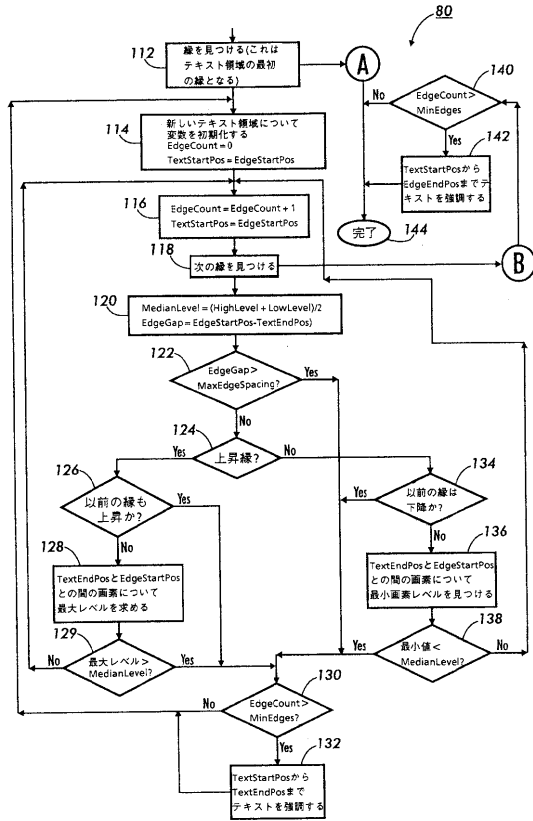 80
112
縁を見つける(これは
テキスト領域の最初
の縁となる)
A
140
EdgeCount>
MinEdges
No
Yes
142
TextStartPosから
EdgeEndPosまでテ
キストを強調する
114
新しいテキスト領域について
変数を初期化する
EdgeCount=0
TextStartPos=EdgeStartPos
116
EdgeCount=EdgeCount+1
TextStartPos=EdgeStartPos
完了
144
118
次の縁を見つける
B
120
MedianLevel=(HighLevel+LowLevel)/2
EdgeGap=EdgeStartPos-TextEndPos)
122
EdgeGap>
MaxEdgeSpacing?
Yes
No
124
上昇縁?
Yes
No
126
以前の縁も
上昇か?
Yes
No
134
以前の縁は
下降か?
Yes
No
128
TextEndPosとEdgeStartPos
との間の画素について
最大レベルを求める
136
TextEndPosとEdgeStartPos
との間の画素について
最小画素レベルを見つける
129
最大レベル>
MedianLevel?
No
Yes
138
最小値<
MedianLevel?
Yes
No
130
EdgeCount>
MinEdges?
No
Yes
132
TextStartPosから
TextEndPosまで
テキストを強調する